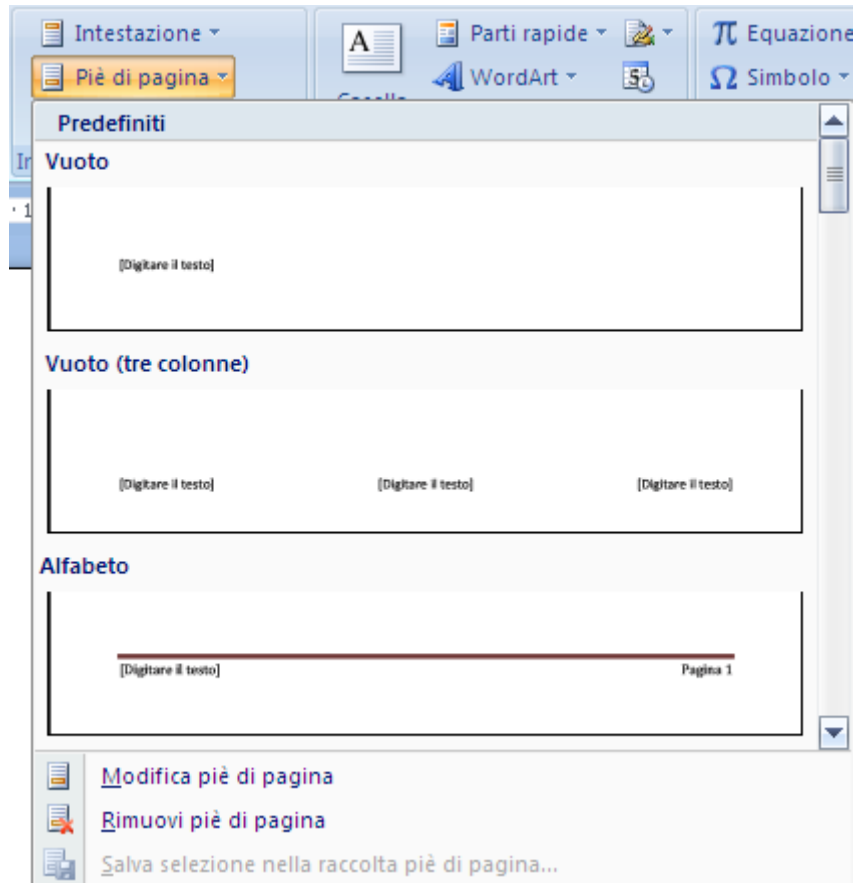 Intestazione
Parti rapide
Equazione
Piè di pagina
A
WordArt
Simbolo
Predefiniti
Vuoto
[Digitare il testo]
Vuoto (tre colonne)
[Digitare il testo] [Digitare il testo] [Digitare il testo]
Alfabeto
[Digitare il testo] Pagina 1
Modifica piè di pagina
Rimuovi piè di pagina
Salva selezione nella raccolta piè di pagina...